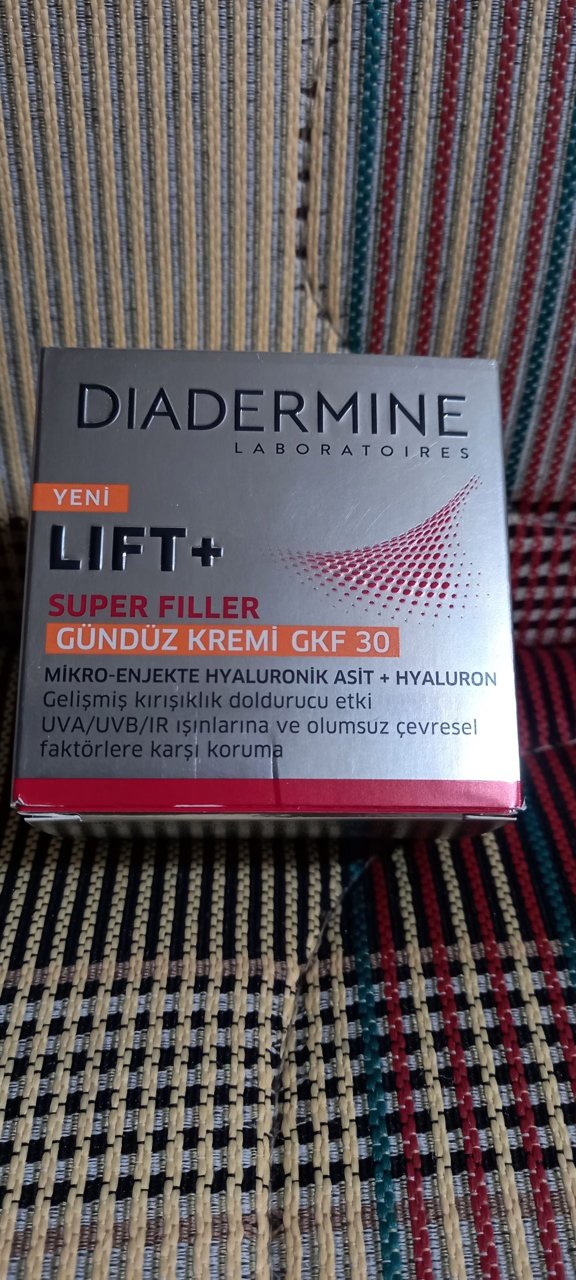 DIADERMINE
LABORATOIRES
YENİ
LIFT+
SUPER FILLER
GÜNDÜZ KREMİ GKF 30
MİKRO-ENJEKTE HYALURONİK ASİT + HYALURON
Gelişmiş kırışıklık doldurucu etki
UVA/UVB/IR ışınlarına ve olumsuz çevresel
faktörlere karşı koruma